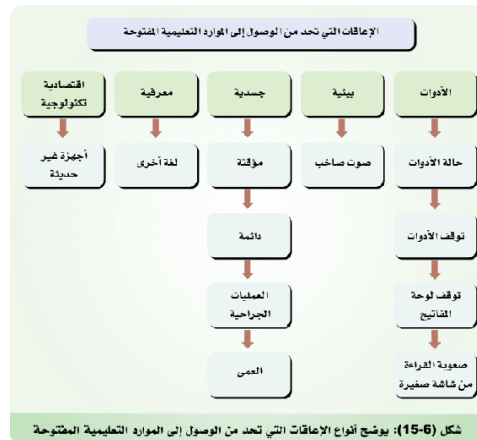 الإعاقات التي تحد من الوصول إلى الموارد التعليمية المفتوحة
الأدوات
بيئية
جسدية
معرفية
اقتصادية
تكنولوجية
حالة الأدوات
صوت صاخب
مؤقتة
لغة أخرى
أجهزة غير
حديثة
توقف الأدوات
دائمة
توقف لوحة
المفاتيح
العمليات
الجراحية
صعوبة القراءة
من شاشة صغيرة
العمى
شكل (6-15): يوضح أنواع الإعاقات التي تحد من الوصول إلى الموارد التعليمية المفتوحة